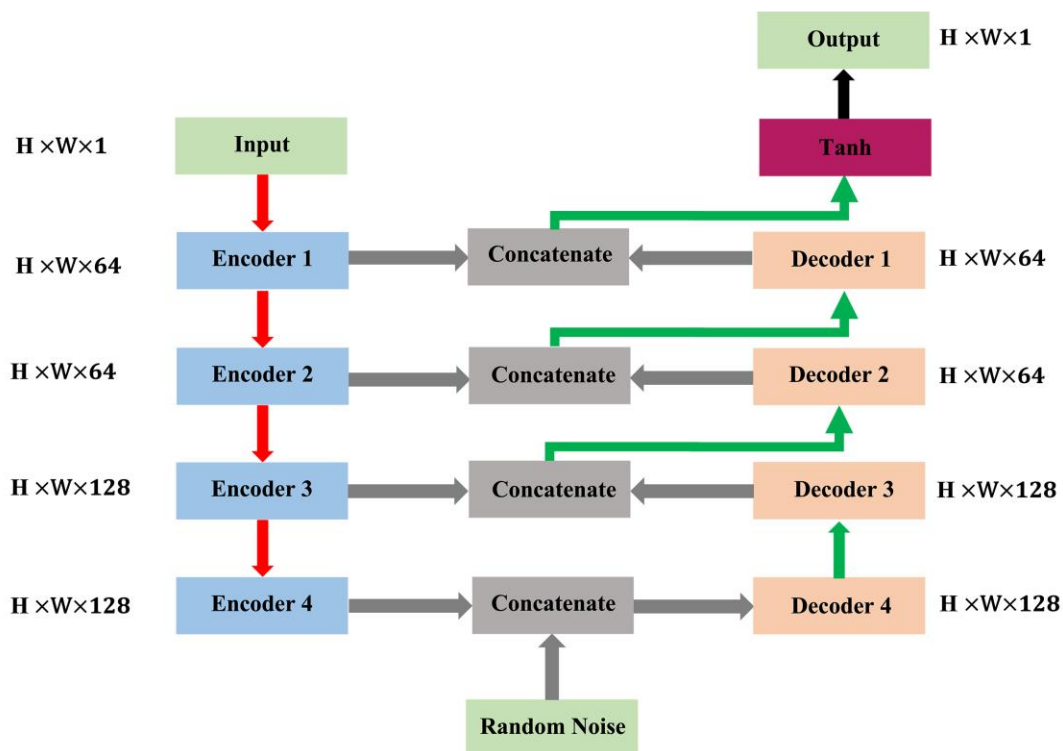 Output H ×W×1
H ×W×1 Input Tanh
H ×W×64 Encoder 1 Concatenate Decoder 1 H ×W×64
H ×W×64 Encoder 2 Concatenate Decoder 2 H ×W×64
H ×W×128 Encoder 3 Concatenate Decoder 3 H ×W×128
H ×W×128 Encoder 4 Concatenate Decoder 4 H ×W×128
Random Noise